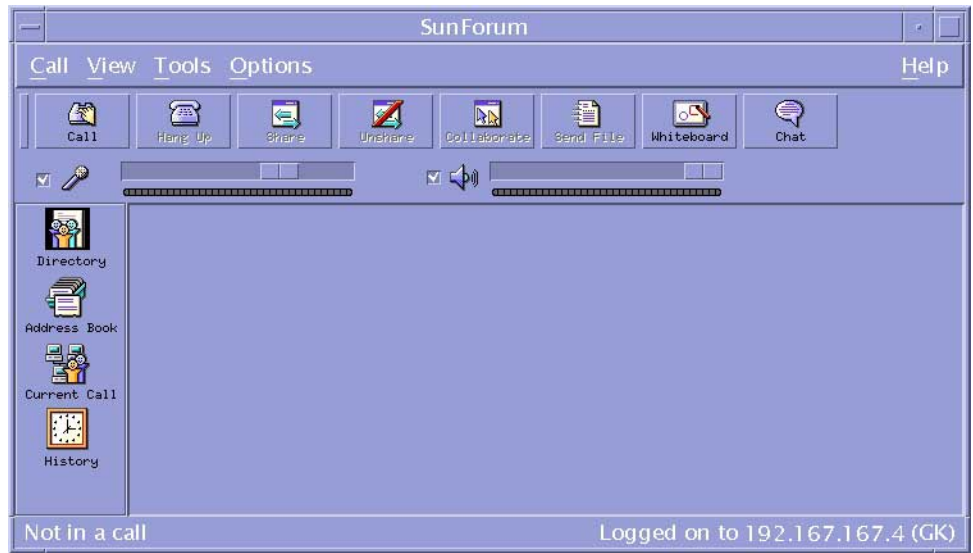 SunForum
Call View Tools Options Help
Call Hang Up Share Unshare Collaborate Send File Whiteboard Chat
Directory
Address Book
Current Call
History
Not in a call Logged on to 192.167.167.4 (GK)